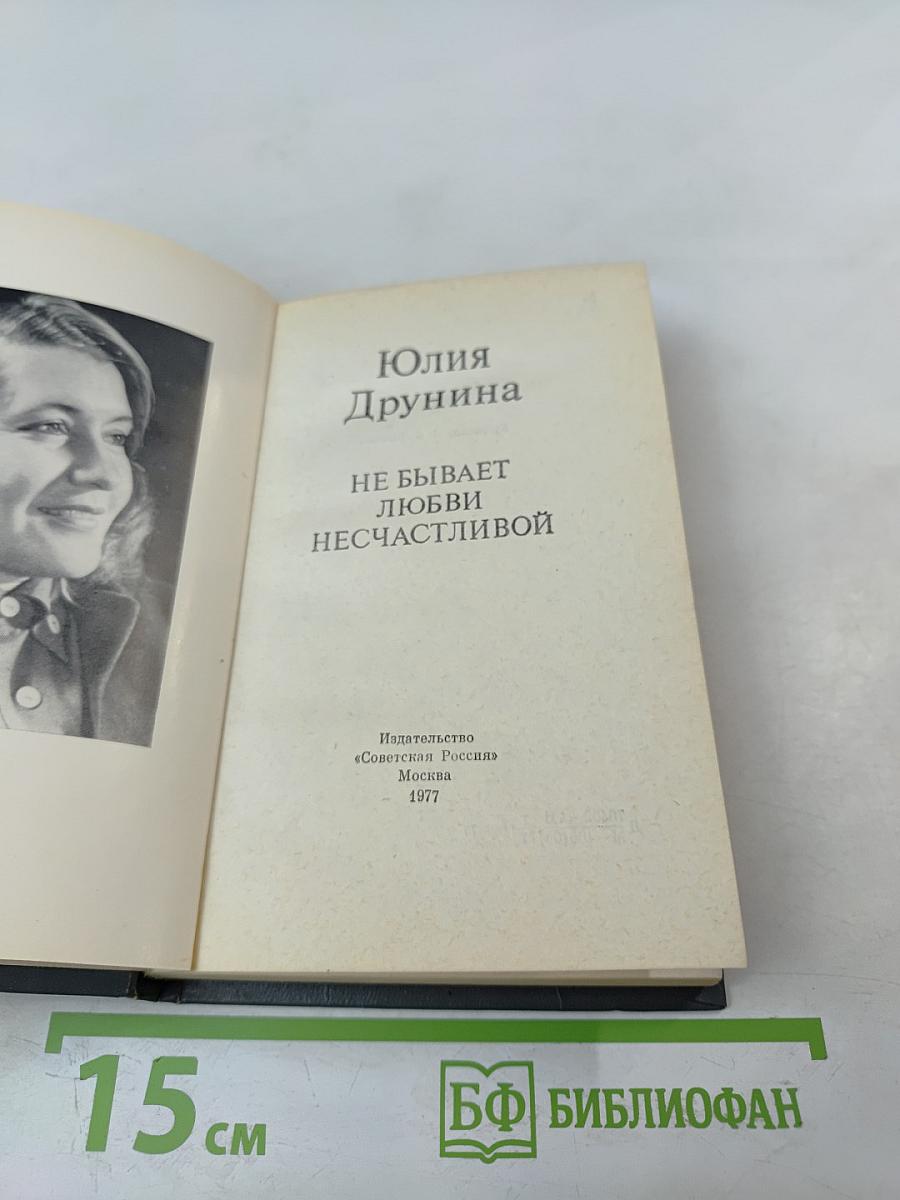 Юлия
Друнина
НЕ БЫВАЕТ
ЛЮБВИ
НЕСЧАСТЛИВОЙ
Издательство
«Советская Россия»
Москва
1977
15 см
БФ БИБЛИОФАН